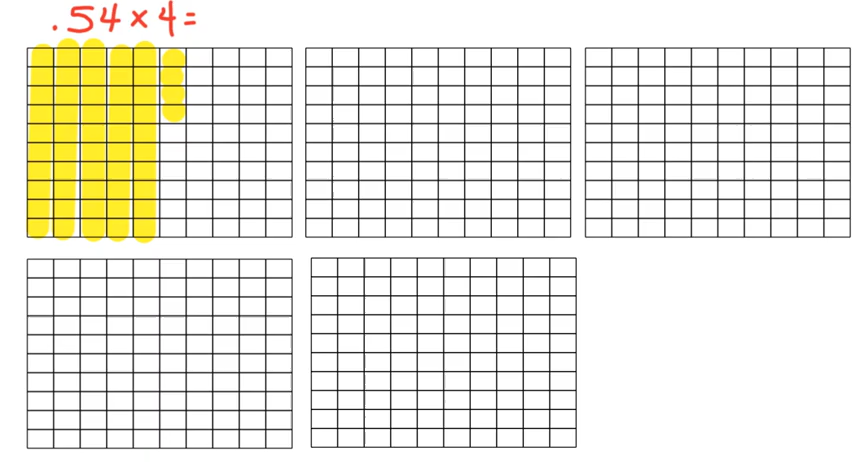 .54 × 4 =